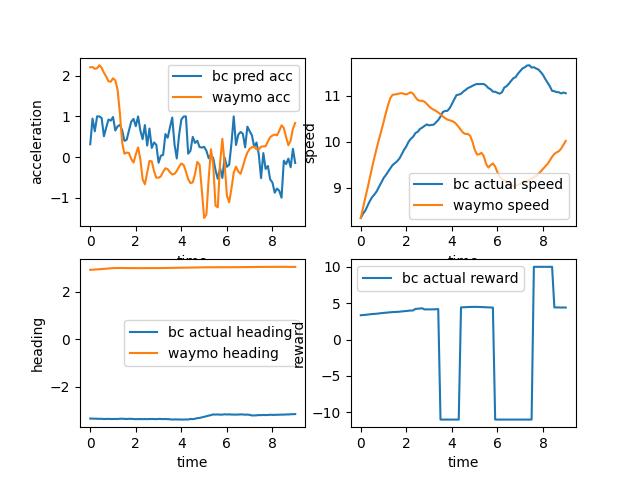 bc pred acc
waymo acc
acceleration
2
1
0
−1
0 2 4 6 8
time
speed
11
10
9
bc actual speed
waymo speed
0 2 4 6 8
time
heading
2
0
−2
bc actual heading
waymo heading
0 2 4 6 8
time
reward
10
5
0
−5
−10
bc actual reward
0 2 4 6 8
time